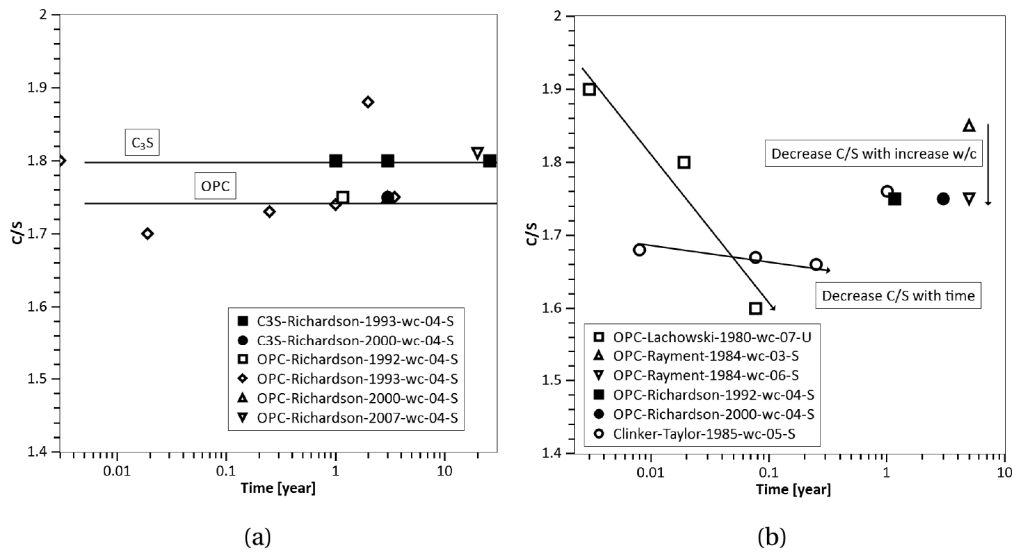 (a)
2
1.9
1.8
1.7
1.6
1.5
1.4
C/S
C₃S
OPC
C3S-Richardson-1993-wc-04-S
C3S-Richardson-2000-wc-04-S
OPC-Richardson-1992-wc-04-S
OPC-Richardson-1993-wc-04-S
OPC-Richardson-2000-wc-04-S
OPC-Richardson-2007-wc-04-S
0.01 0.1 1 10
Time [year]
(a)
(b)
2
1.9
1.8
1.7
1.6
1.5
1.4
C/S
Decrease C/S with increase w/c
Decrease C/S with time
OPC-Lachowski-1980-wc-07-U
OPC-Rayment-1984-wc-03-S
OPC-Rayment-1984-wc-06-S
OPC-Richardson-1992-wc-04-S
OPC-Richardson-2000-wc-04-S
Clinker-Taylor-1985-wc-05-S
0.01 0.1 1 10
Time [year]
(b)